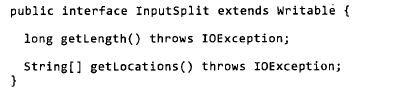 public interface InputSplit extends Writable {
long getLength() throws IOException;
String[] getLocations() throws IOException;
}